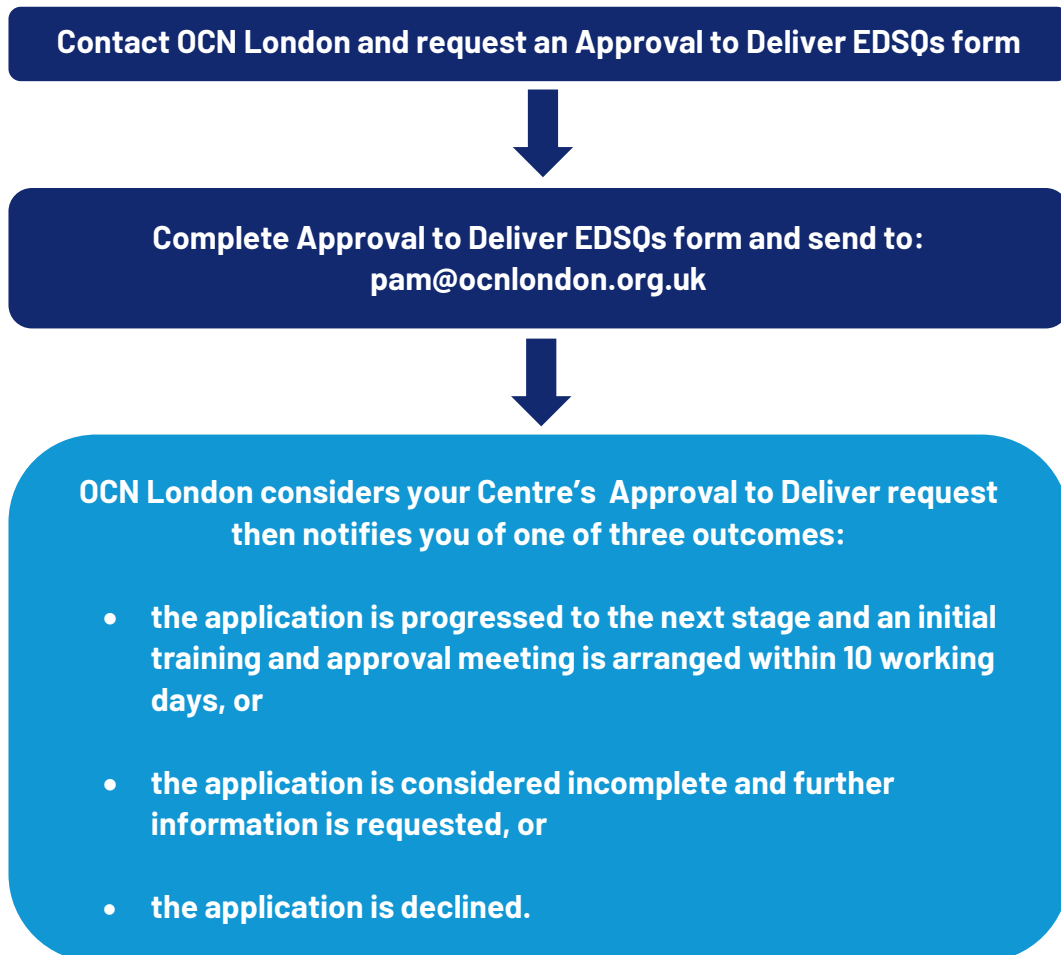 Contact OCN London and request an Approval to Deliver EDSQs form
Complete Approval to Deliver EDSQs form and send to:
pam@ocnlondon.org.uk
OCN London considers your Centre’s  Approval to Deliver request
then notifies you of one of three outcomes:
• the application is progressed to the next stage and an initial
training and approval meeting is arranged within 10 working
days, or
• the application is considered incomplete and further
information is requested, or
• the application is declined.